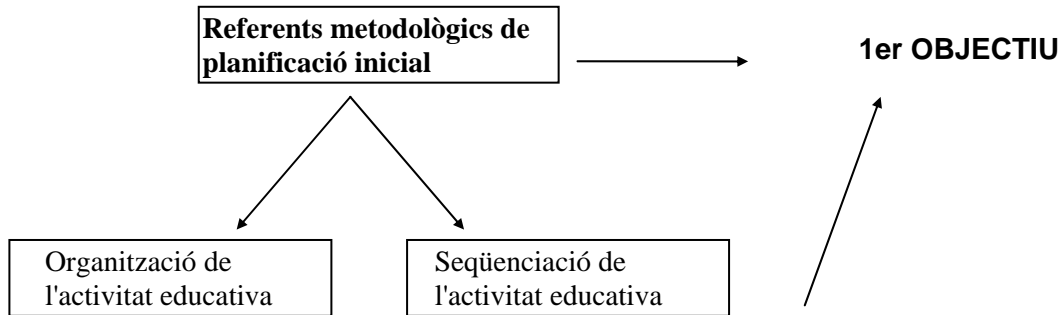 Referents metodològics de
planificació inicial
1er OBJECTIU
Organització de
l'activitat educativa
Seqüenciació de
l'activitat educativa